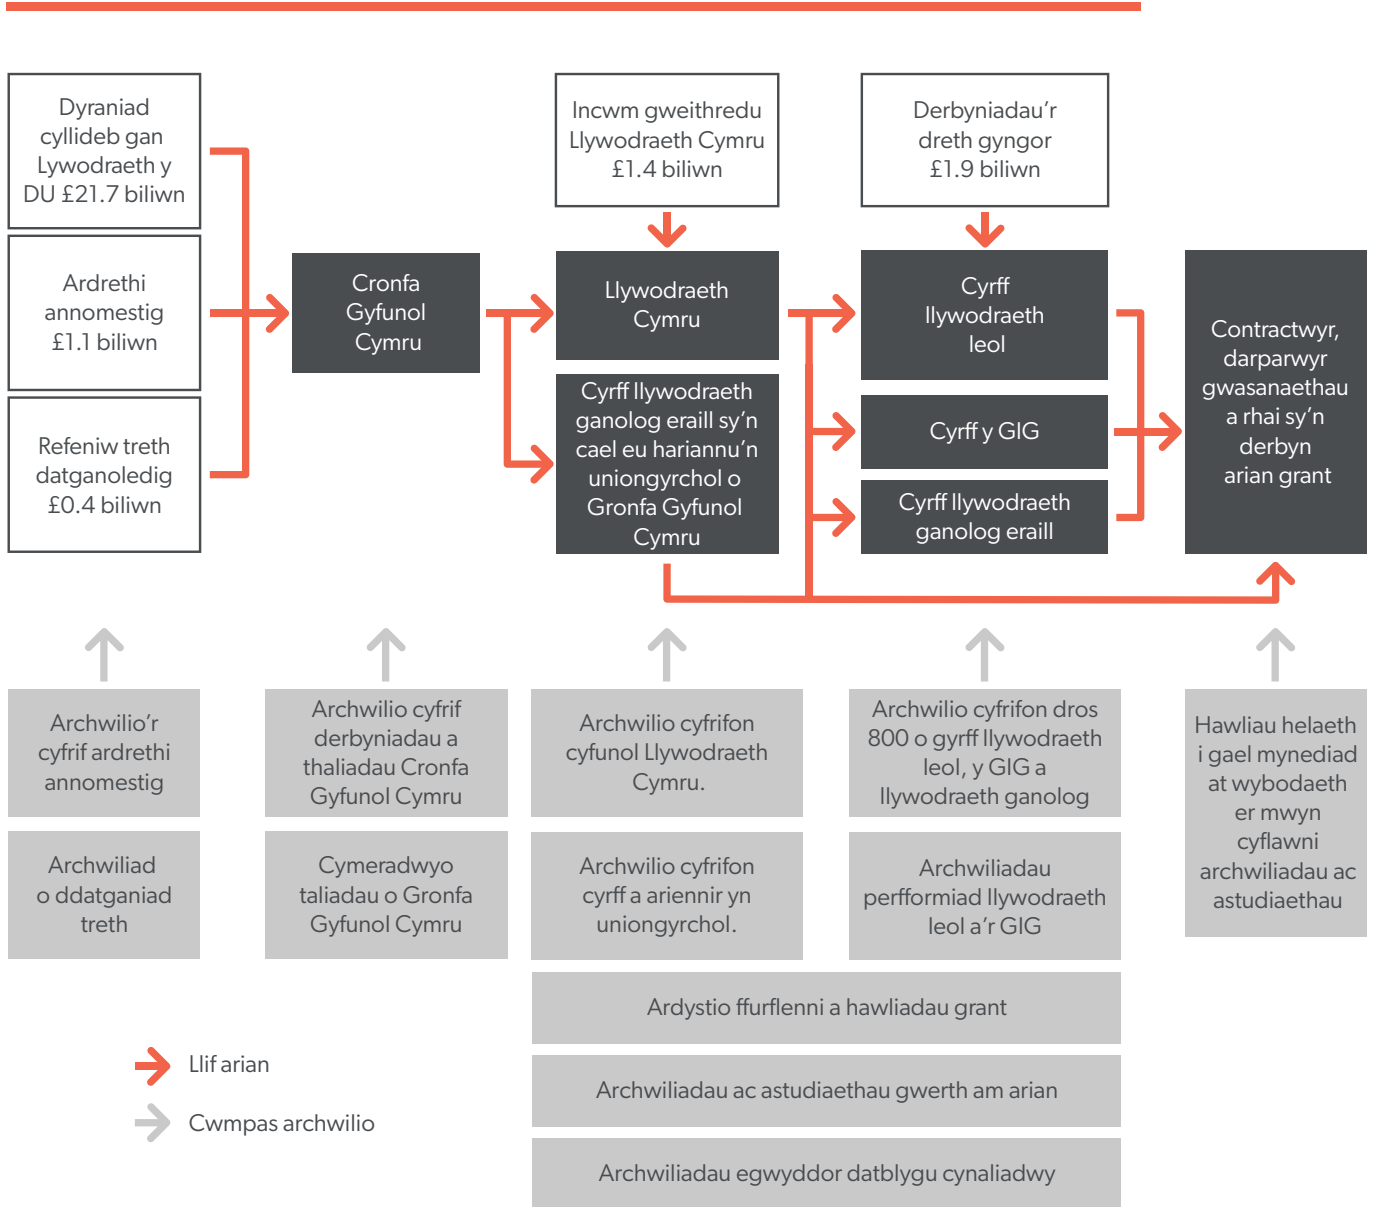 Dyraniad
cyllideb gan
Lywodraeth y
DU £21.7 biliwn
Ardrethi
annomestig
£1.1 biliwn
Refeniw treth
datganoledig
£0.4 biliwn
Cronfa
Gyfunol
Cymru
Incwm gweithredu
Llywodraeth Cymru
£1.4 biliwn
Llywodraeth
Cymru
Cyrff llywodraeth
ganolog eraill sy'n
cael eu hariannu'n
uniongyrchol o
Gronfa Gyfunol
Cymru
Derbyniadau'r
dreth gyngor
£1.9 biliwn
Cyrff
llywodraeth
leol
Cyrff y GIG
Cyrff llywodraeth
ganolog eraill
Contractwyr,
darparwyr
gwasanaethau
a rhai sy'n
derbyn
arian grant
Archwilio'r
cyfrif ardrethi
annomestig
Archwiliad
o ddatganiad
treth
Archwilio cyfrif
derbyniadau a
thaliadau Cronfa
Gyfunol Cymru
Cymeradwyo
taliadau o Gronfa
Gyfunol Cymru
Archwilio cyfrifon
cyfunol Llywodraeth
Cymru.
Archwilio cyfrifon
cyrff a ariennir yn
uniongyrchol.
Archwilio cyfrifon dros
800 o gyrff llywodraeth
leol, y GIG a
llywodraeth ganolog
Archwiliadau
perfformiad llywodraeth
leol a'r GIG
Hawliau helaeth
i gael mynediad
at wybodaeth
er mwyn
cyflawni
archwiliadau ac
astudiaethau
Ardystio ffurflenni a hawliadau grant
Archwiliadau ac astudiaethau gwerth am arian
Archwiliadau egwyddor datblygu cynaliadwy
Llif arian
Cwmpas archwilio